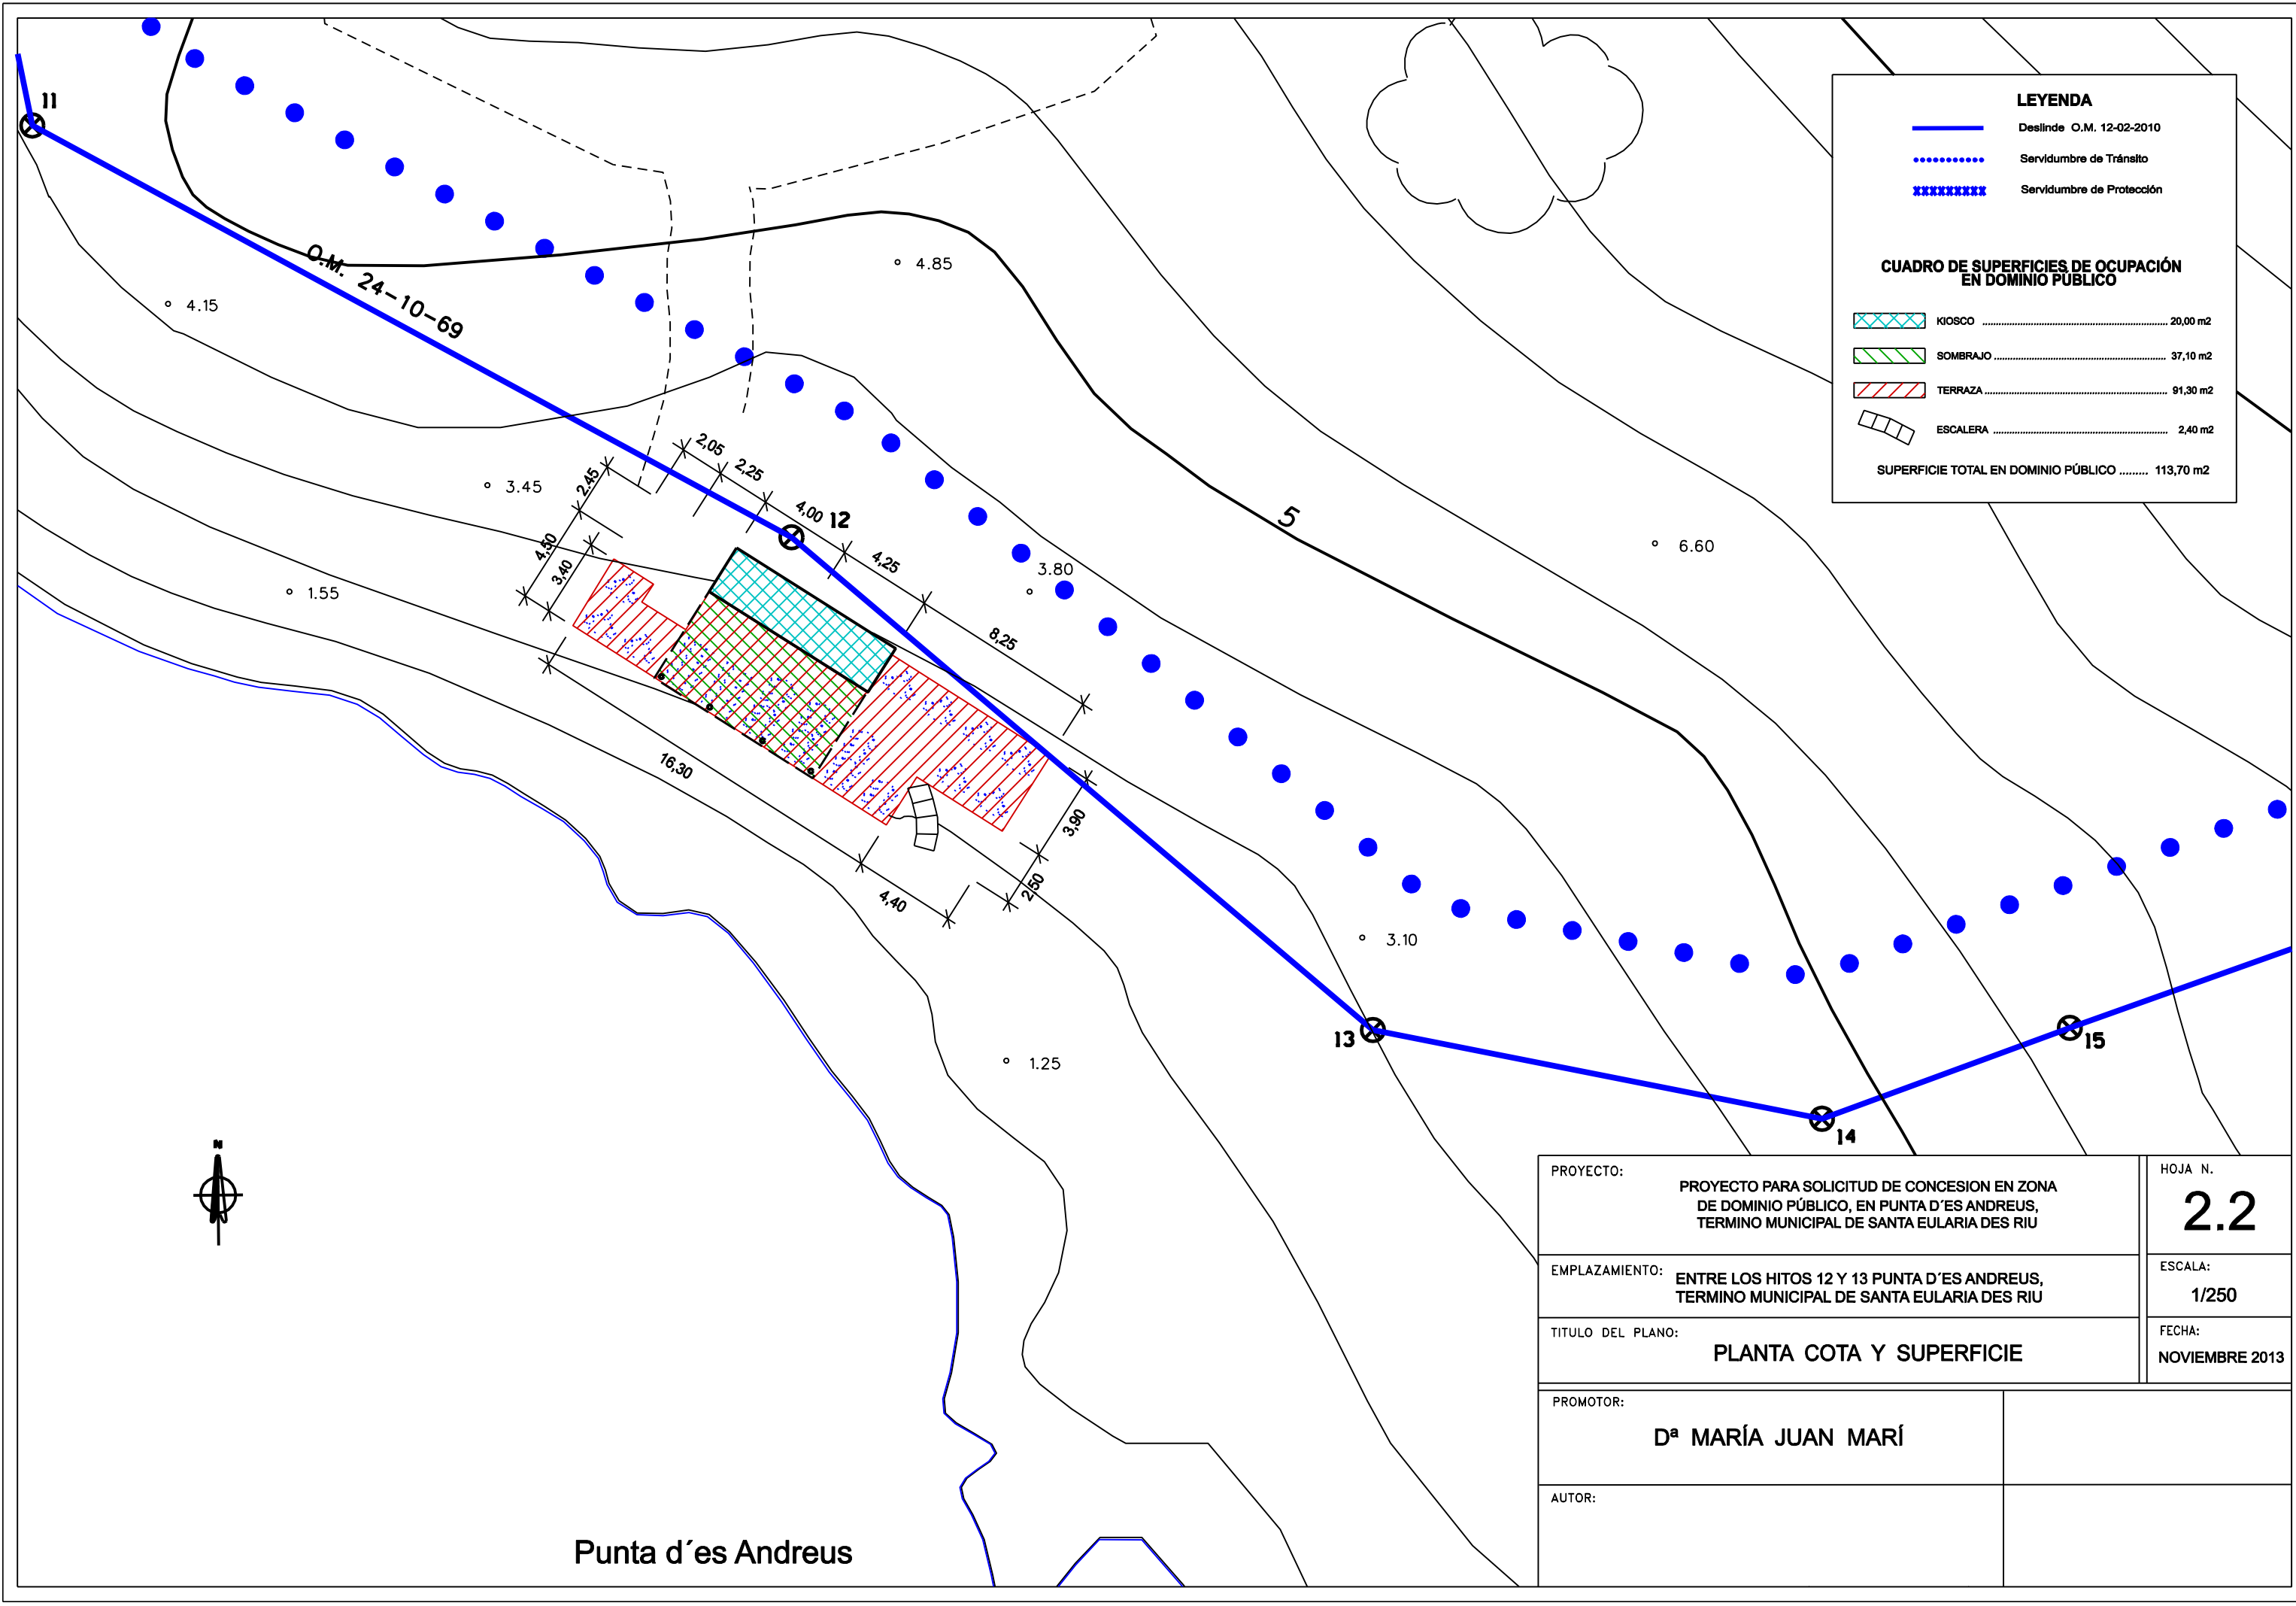 11
O.M. 24-10-69
4.15
4.85
3.45
1.55
2,05
2,25
4,00
12
4,25
8,25
2.45
4,50
3,40
16,30
4,40
3,90
2,50
3.80
5
6.60
3.10
1.25
13
14
15
N
Punta d´es Andreus
LEYENDA
Deslinde O.M. 12-02-2010
Servidumbre de Tránsito
Servidumbre de Protección
CUADRO DE SUPERFICIES DE OCUPACIÓN
EN DOMINIO PÚBLICO
KIOSCO ........ 20,00 m2
SOMBRAJO ........ 37,10 m2
TERRAZA ........ 91,30 m2
ESCALERA ........ 2,40 m2
SUPERFICIE TOTAL EN DOMINIO PÚBLICO ......... 113,70 m2
PROYECTO:
PROYECTO PARA SOLICITUD DE CONCESION EN ZONA
DE DOMINIO PÚBLICO, EN PUNTA D´ES ANDREUS,
TERMINO MUNICIPAL DE SANTA EULARIA DES RIU
HOJA N.
2.2
EMPLAZAMIENTO:
ENTRE LOS HITOS 12 Y 13 PUNTA D´ES ANDREUS,
TERMINO MUNICIPAL DE SANTA EULARIA DES RIU
ESCALA:
1/250
TITULO DEL PLANO:
PLANTA COTA Y SUPERFICIE
FECHA:
NOVIEMBRE 2013
PROMOTOR:
Dª MARÍA JUAN MARÍ
AUTOR: